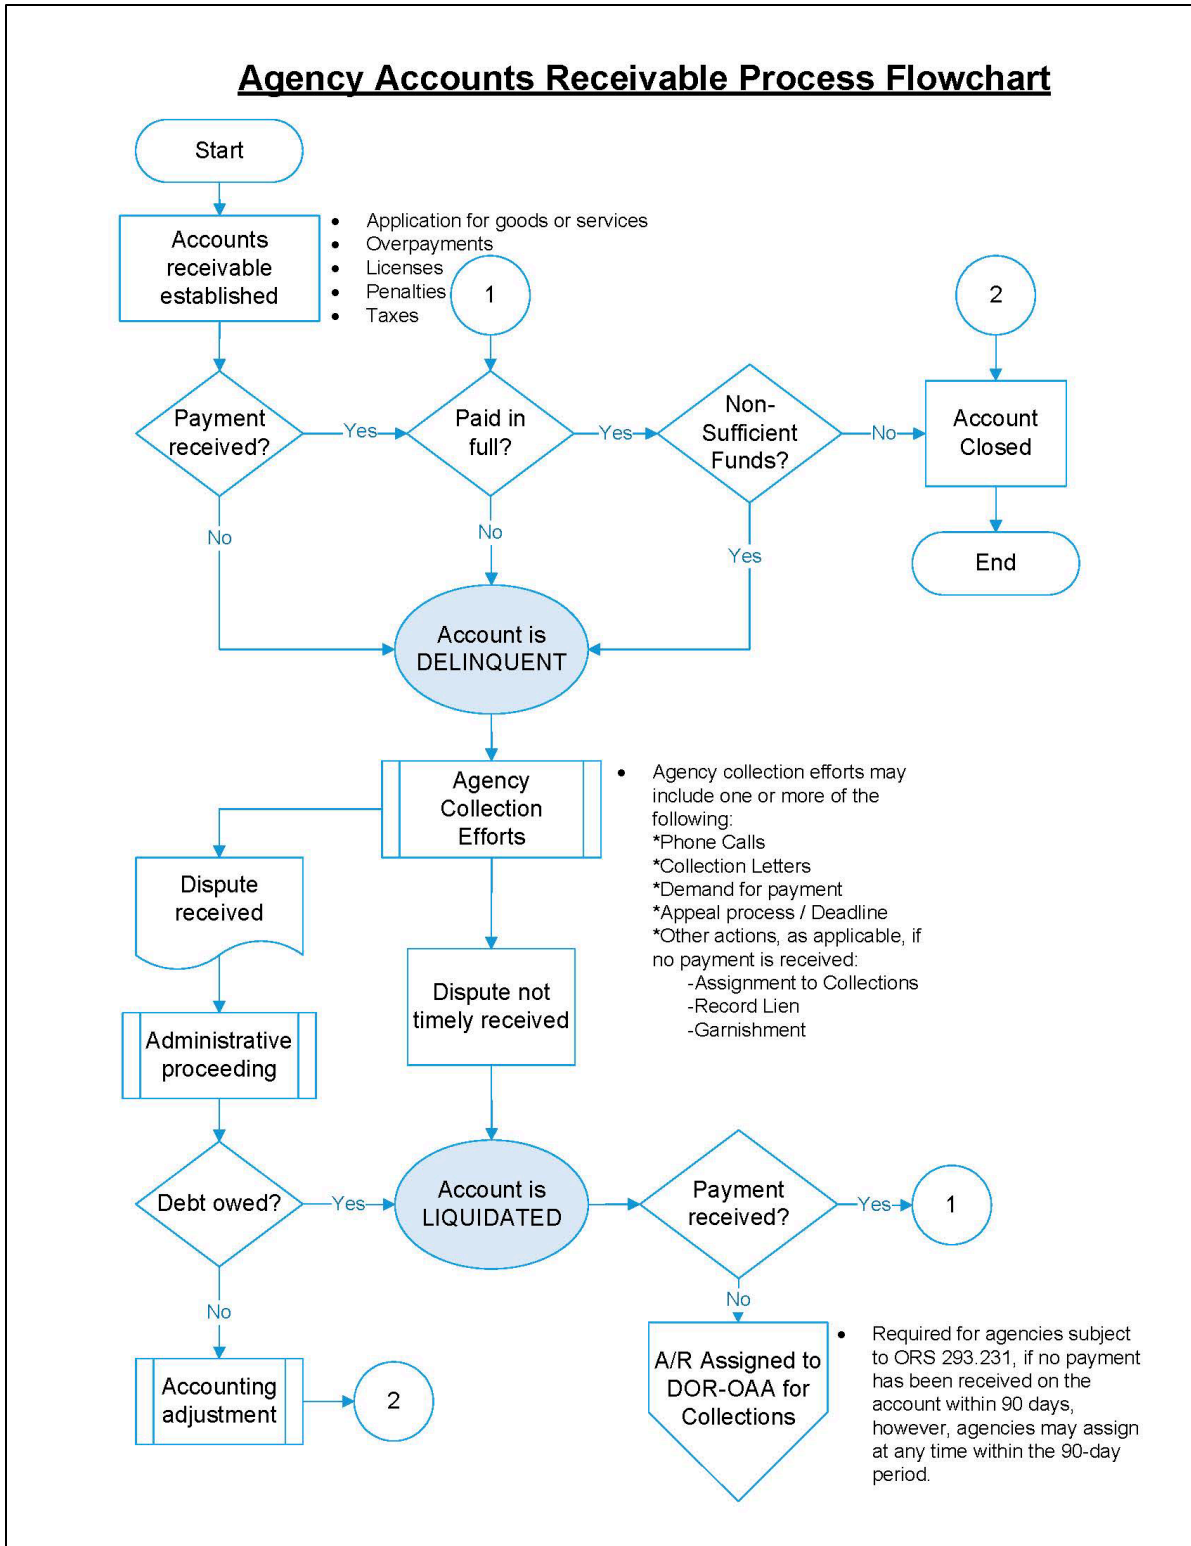 Agency Accounts Receivable Process Flowchart
Start
Accounts
receivable
established
• Application for goods or services
• Overpayments
• Licenses
• Penalties
• Taxes
1
2
Payment
received?
Yes
Paid in
full?
Yes
Non-
Sufficient
Funds?
No
Account
Closed
No
No
Yes
End
Account is
DELINQUENT
Agency
Collection
Efforts
• Agency collection efforts may
include one or more of the
following:
*Phone Calls
*Collection Letters
*Demand for payment
*Appeal process / Deadline
*Other actions, as applicable, if
no payment is received:
-Assignment to Collections
-Record Lien
-Garnishment
Dispute
received
Dispute not
timely received
Administrative
proceeding
Debt owed?
Yes
Account is
LIQUIDATED
Payment
received?
Yes
1
No
No
Accounting
adjustment
2
A/R Assigned to
DOR-OAA for
Collections
• Required for agencies subject
to ORS 293.231, if no payment
has been received on the
account within 90 days,
however, agencies may assign
at any time within the 90-day
period.